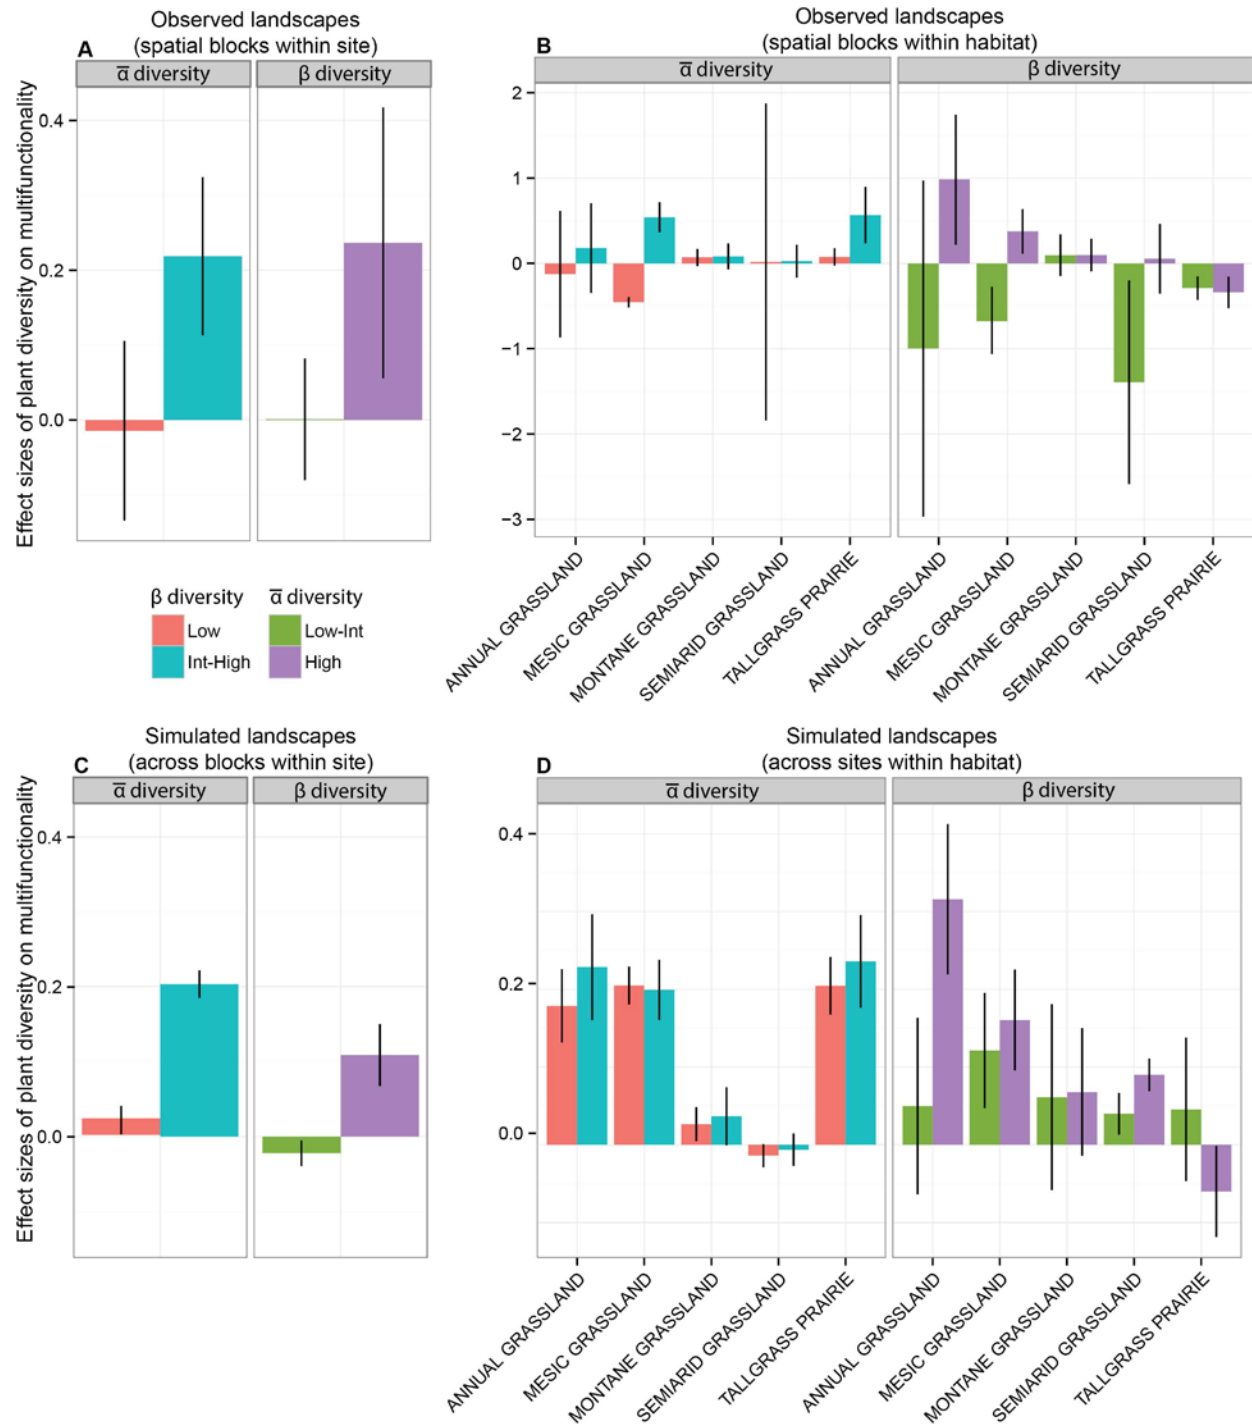 Observed landscapes
(spatial blocks within site)
A
α̅ diversity
β diversity
Effect sizes of plant diversity on multifunctionality
0.4
0.2
0.0
Observed landscapes
(spatial blocks within habitat)
B
α̅ diversity
β diversity
2
1
0
−1
−2
−3
ANNUAL GRASSLAND
MESIC GRASSLAND
MONTANE GRASSLAND
SEMIARID GRASSLAND
TALLGRASS PRAIRIE
ANNUAL GRASSLAND
MESIC GRASSLAND
MONTANE GRASSLAND
SEMIARID GRASSLAND
TALLGRASS PRAIRIE
β diversity
Low
Int-High
α̅ diversity
Low-Int
High
Simulated landscapes
(across blocks within site)
C
α̅ diversity
β diversity
Effect sizes of plant diversity on multifunctionality
0.4
0.2
0.0
Simulated landscapes
(across sites within habitat)
D
α̅ diversity
β diversity
0.4
0.2
0.0
ANNUAL GRASSLAND
MESIC GRASSLAND
MONTANE GRASSLAND
SEMIARID GRASSLAND
TALLGRASS PRAIRIE
ANNUAL GRASSLAND
MESIC GRASSLAND
MONTANE GRASSLAND
SEMIARID GRASSLAND
TALLGRASS PRAIRIE